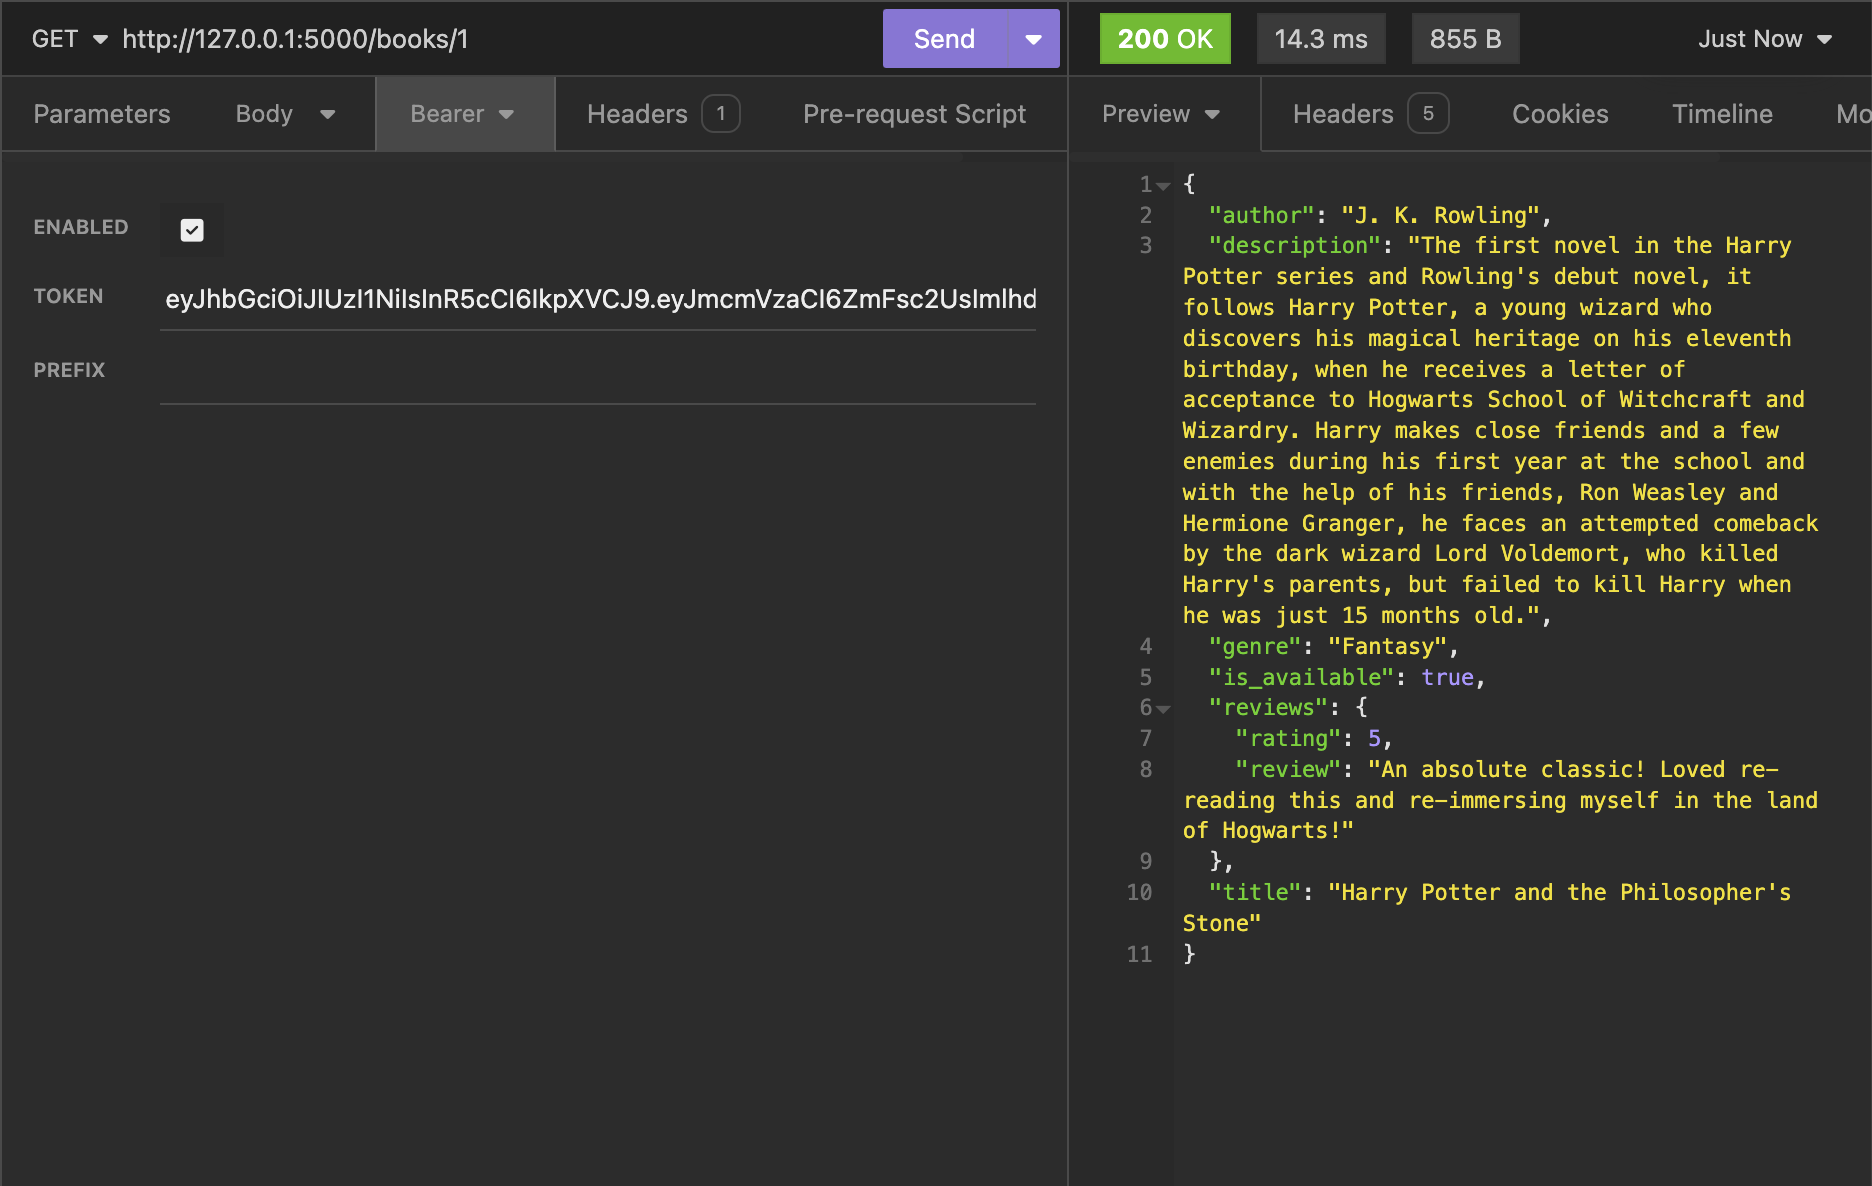 GET http://127.0.0.1:5000/books/1 Send
200 OK 14.3 ms 855 B Just Now
Parameters Body Bearer Headers 1 Pre-request Script
Preview Headers 5 Cookies Timeline Mo
ENABLED
TOKEN eyJhbGciOiJIUzI1NiIsInR5cCI6IkpXVCJ9.eyJmcmVzaCI6ZmFsc2UsImlhd
PREFIX
1 {
2 "author": "J. K. Rowling",
3 "description": "The first novel in the Harry
Potter series and Rowling's debut novel, it
follows Harry Potter, a young wizard who
discovers his magical heritage on his eleventh
birthday, when he receives a letter of
acceptance to Hogwarts School of Witchcraft and
Wizardry. Harry makes close friends and a few
enemies during his first year at the school and
with the help of his friends, Ron Weasley and
Hermione Granger, he faces an attempted comeback
by the dark wizard Lord Voldemort, who killed
Harry's parents, but failed to kill Harry when
he was just 15 months old.",
4 "genre": "Fantasy",
5 "is_available": true,
6 "reviews": {
7 "rating": 5,
8 "review": "An absolute classic! Loved re-
reading this and re-immersing myself in the land
of Hogwarts!"
9 },
10 "title": "Harry Potter and the Philosopher's
Stone"
11 }